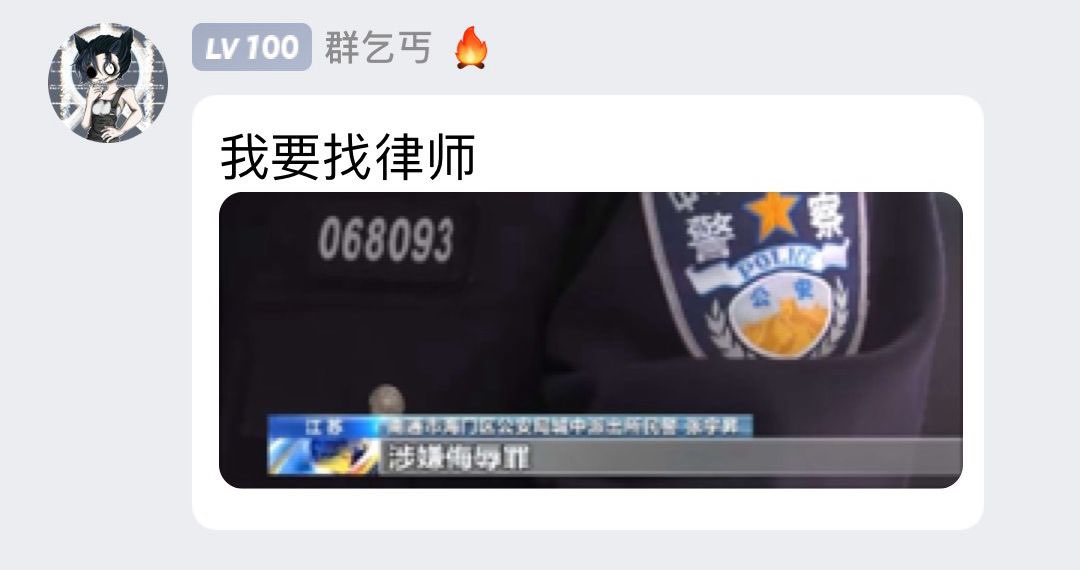 LV 100 群乞丐 🔥
我要找律师
068093
中 警 察
POLICE
公 安
江苏 南通市海门区公安局城中派出所民警 张宇昇
涉嫌侮辱罪